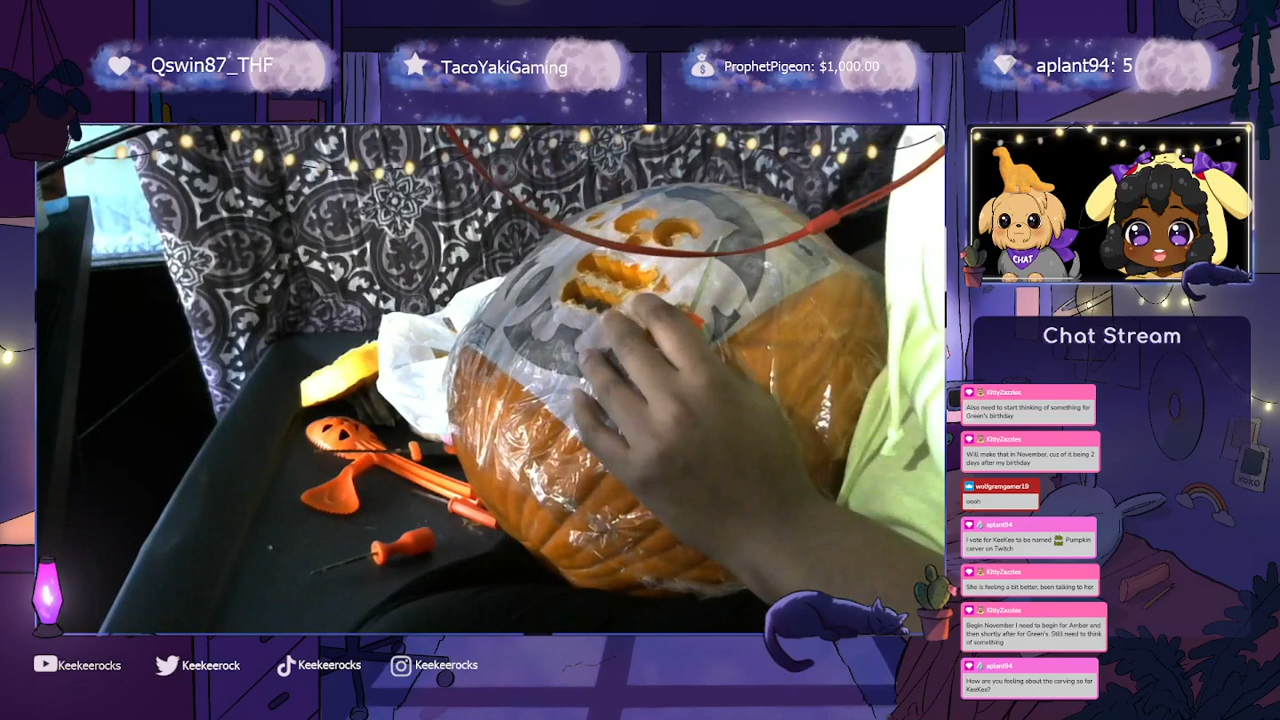 Qswin87_THF
TacoYakiGaming
ProphetPigeon: $1,000.00
aplant94: 5
CHAT
Chat Stream
KittyZazzles
Also need to start thinking of something for
Green's birthday
KittyZazzles
Will make that in November, cuz of it being 2
days after my birthday
wolfgramgamer19
oooh
aplant94
I vote for KeeKee to be named Pumpkin
carver on Twitch
KittyZazzles
She is feeling a bit better, been talking to her
KittyZazzles
Begin November I need to begin for Amber and
then shortly after for Green's. Still need to think
of something
aplant94
How are you feeling about the carving so far
KeeKee?
Keekeerocks
Keekeerock
Keekeerocks
Keekeerocks